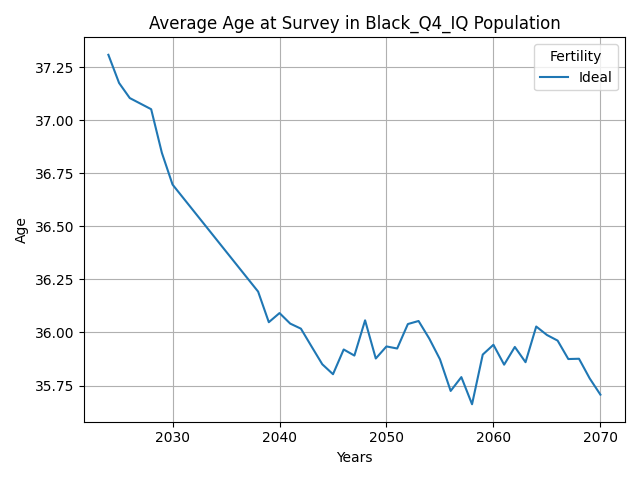 Average Age at Survey in Black_Q4_IQ Population
Fertility
Ideal
37.25
37.00
36.75
36.50
36.25
36.00
35.75
Age
2030
2040
2050
2060
2070
Years